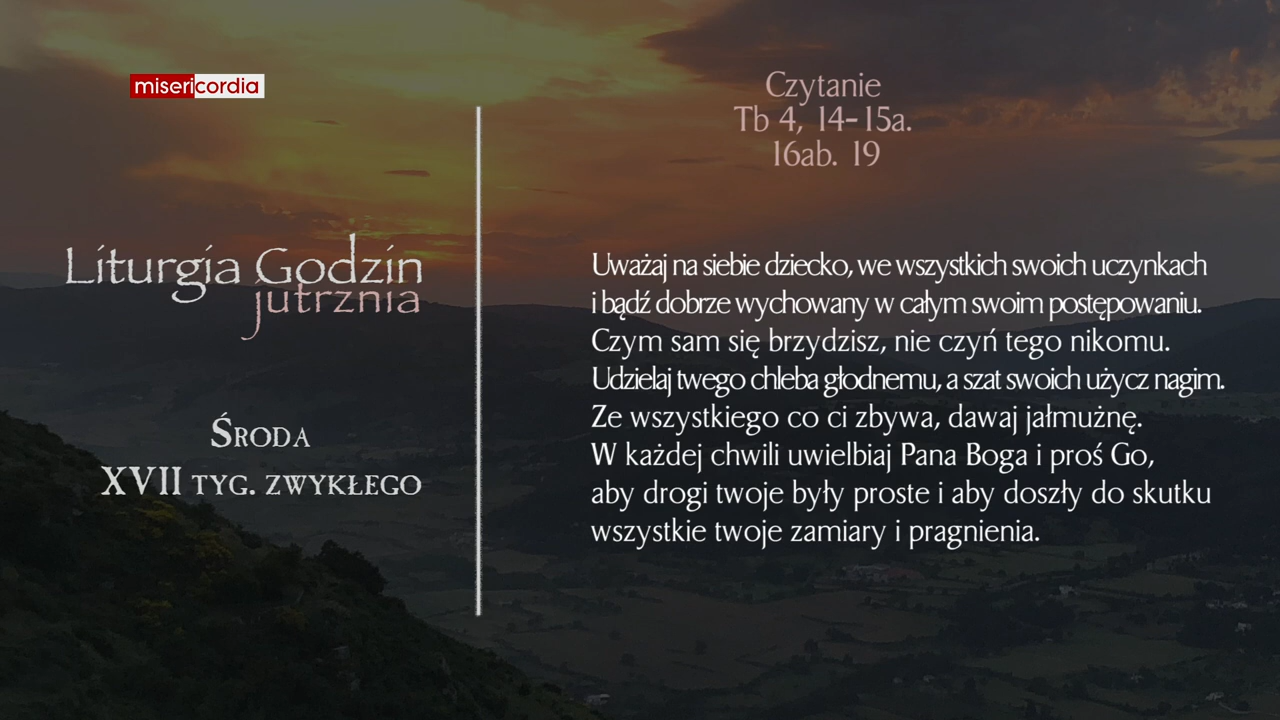 misericordia
Liturgia Godzin
jutrznia
Środa
XVII tyg. zwykłego
Czytanie
Tb 4, 14-15a.
16ab. 19
Uważaj na siebie dziecko, we wszystkich swoich uczynkach
i bądź dobrze wychowany w całym swoim postępowaniu.
Czym sam się brzydzisz, nie czyń tego nikomu.
Udzielaj twego chleba głodnemu, a szat swoich użycz nagim.
Ze wszystkiego co ci zbywa, dawaj jałmużnę.
W każdej chwili uwielbiaj Pana Boga i proś Go,
aby drogi twoje były proste i aby doszły do skutku
wszystkie twoje zamiary i pragnienia.